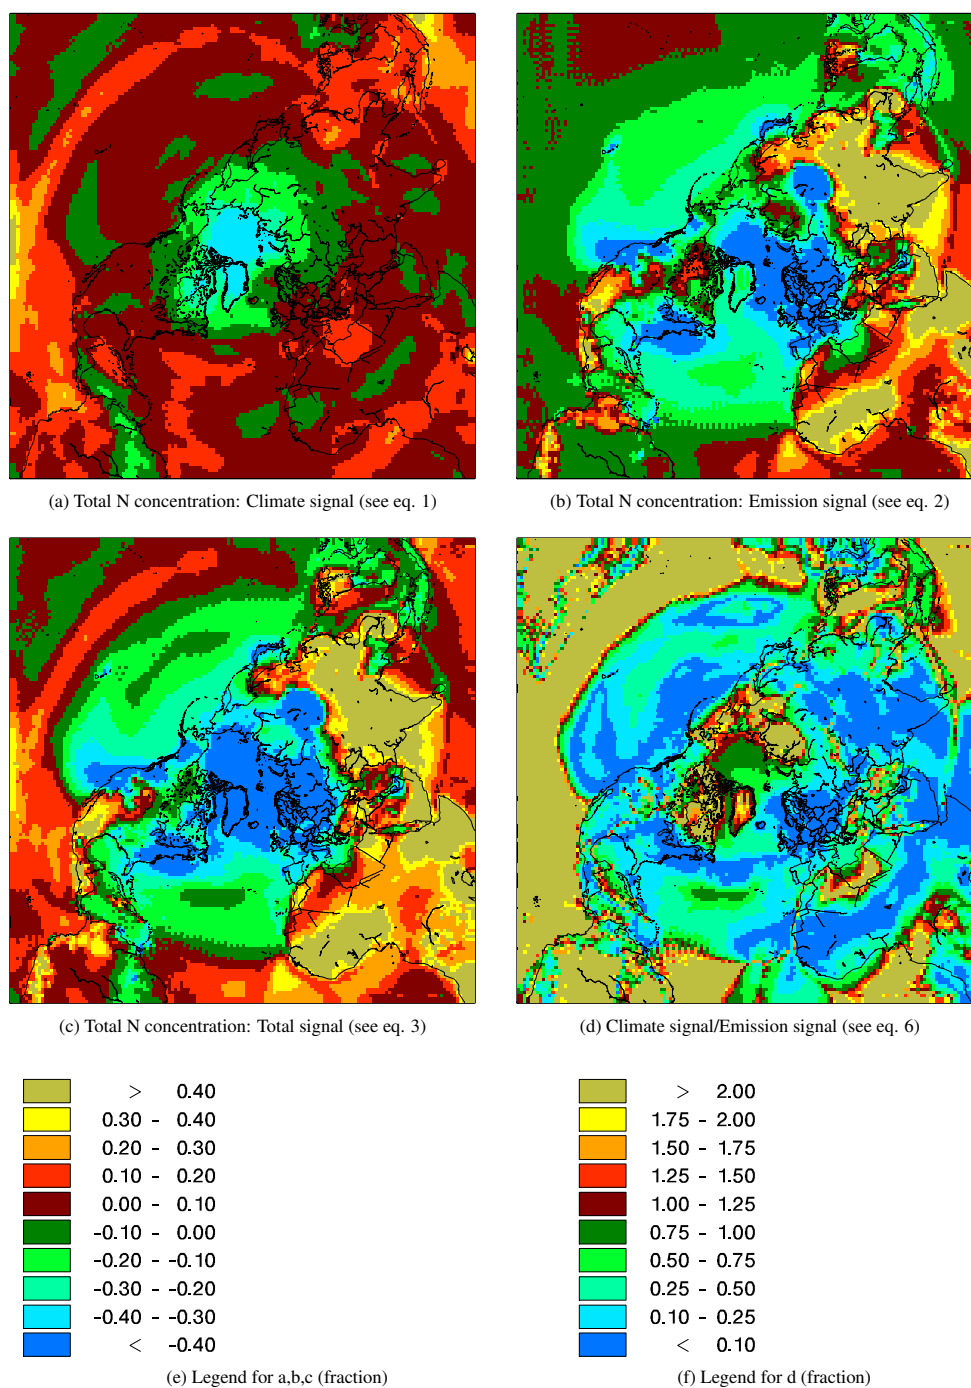 (a) Total N concentration: Climate signal (see eq. 1)
(b) Total N concentration: Emission signal (see eq. 2)
(c) Total N concentration: Total signal (see eq. 3)
(d) Climate signal/Emission signal (see eq. 6)
> 0.40
0.30 - 0.40
0.20 - 0.30
0.10 - 0.20
0.00 - 0.10
-0.10 - 0.00
-0.20 - -0.10
-0.30 - -0.20
-0.40 - -0.30
< -0.40
(e) Legend for a,b,c (fraction)
> 2.00
1.75 - 2.00
1.50 - 1.75
1.25 - 1.50
1.00 - 1.25
0.75 - 1.00
0.50 - 0.75
0.25 - 0.50
0.10 - 0.25
< 0.10
(f) Legend for d (fraction)